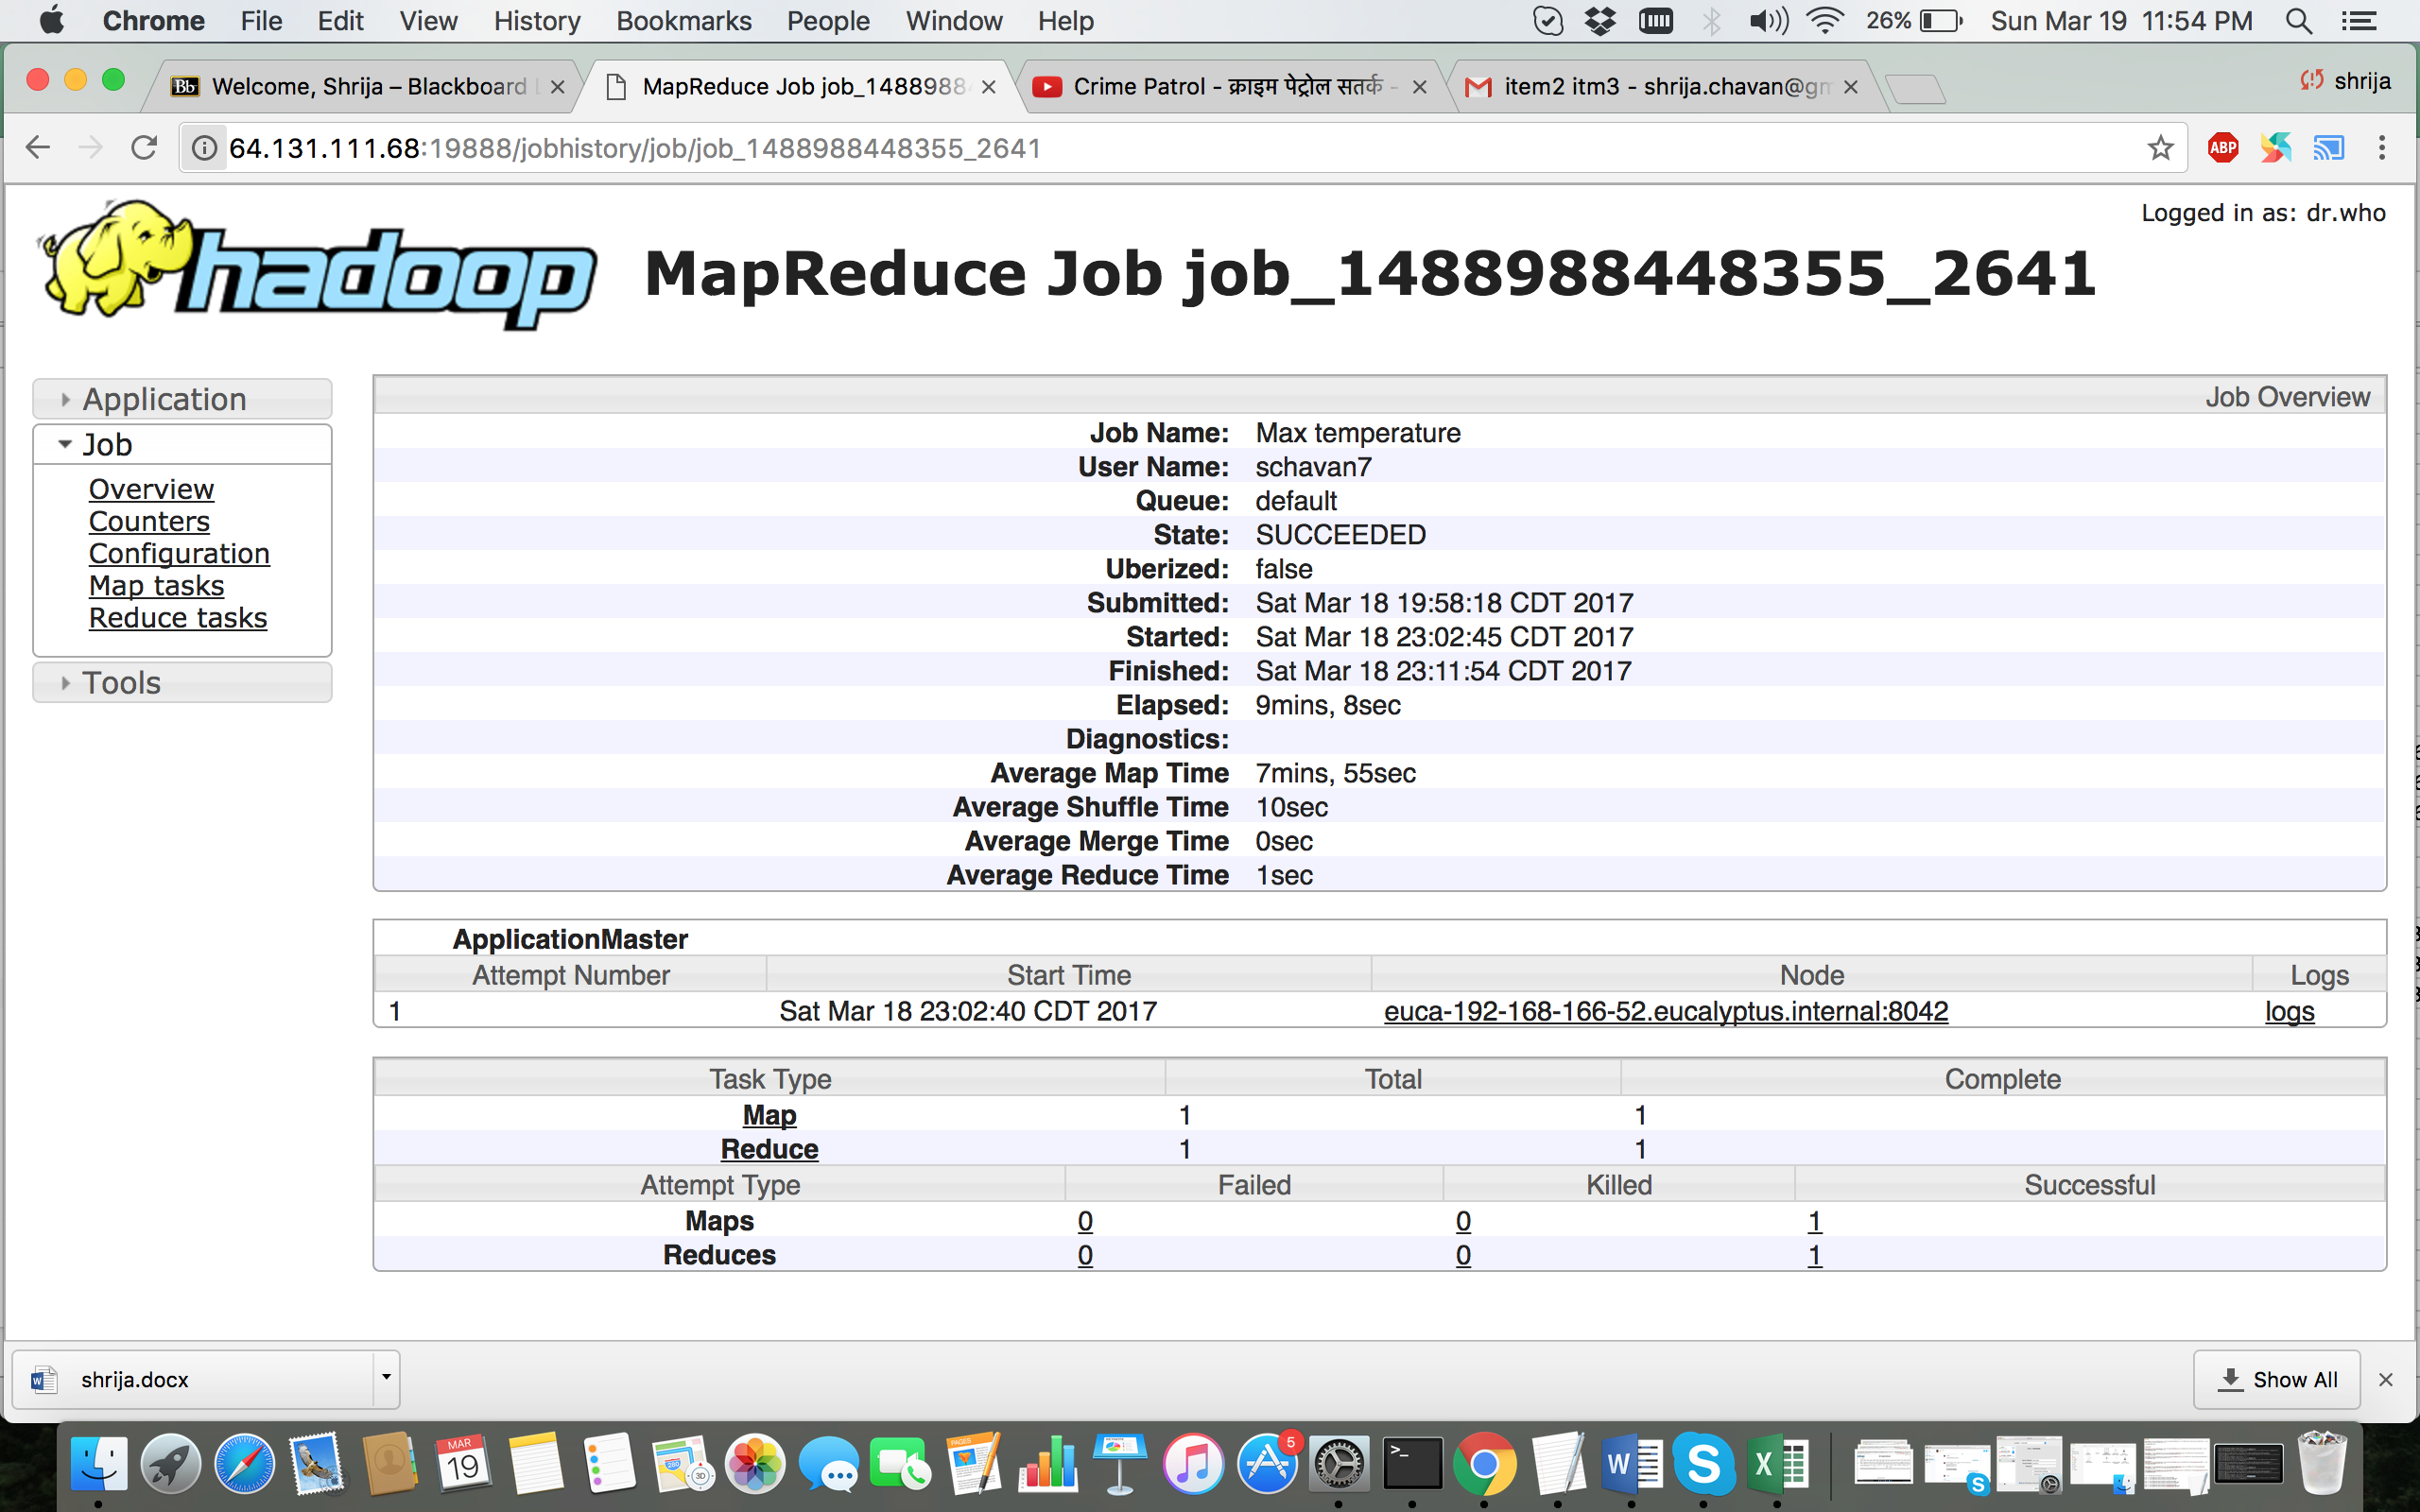 Chrome File Edit View History Bookmarks People Window Help 26% Sun Mar 19 11:54 PM
Welcome, Shrija – Blackboard L MapReduce Job job_1488988 Crime Patrol - क्राइम पेट्रोल सतर्क - item2 itm3 - shrija.chavan@gm shrija
64.131.111.68:19888/jobhistory/job/job_1488988448355_2641 ABP
Logged in as: dr.who
hadoop MapReduce Job job_1488988448355_2641
Application
Job
Overview
Counters
Configuration
Map tasks
Reduce tasks
Tools
Job Overview
Job Name: Max temperature
User Name: schavan7
Queue: default
State: SUCCEEDED
Uberized: false
Submitted: Sat Mar 18 19:58:18 CDT 2017
Started: Sat Mar 18 23:02:45 CDT 2017
Finished: Sat Mar 18 23:11:54 CDT 2017
Elapsed: 9mins, 8sec
Diagnostics:
Average Map Time 7mins, 55sec
Average Shuffle Time 10sec
Average Merge Time 0sec
Average Reduce Time 1sec
ApplicationMaster
Attempt Number Start Time Node Logs
1 Sat Mar 18 23:02:40 CDT 2017 euca-192-168-166-52.eucalyptus.internal:8042 logs
Task Type Total Complete
Map 1 1
Reduce 1 1
Attempt Type Failed Killed Successful
Maps 0 0 1
Reduces 0 0 1
shrija.docx Show All
MAR
19
PAGES
3D
5